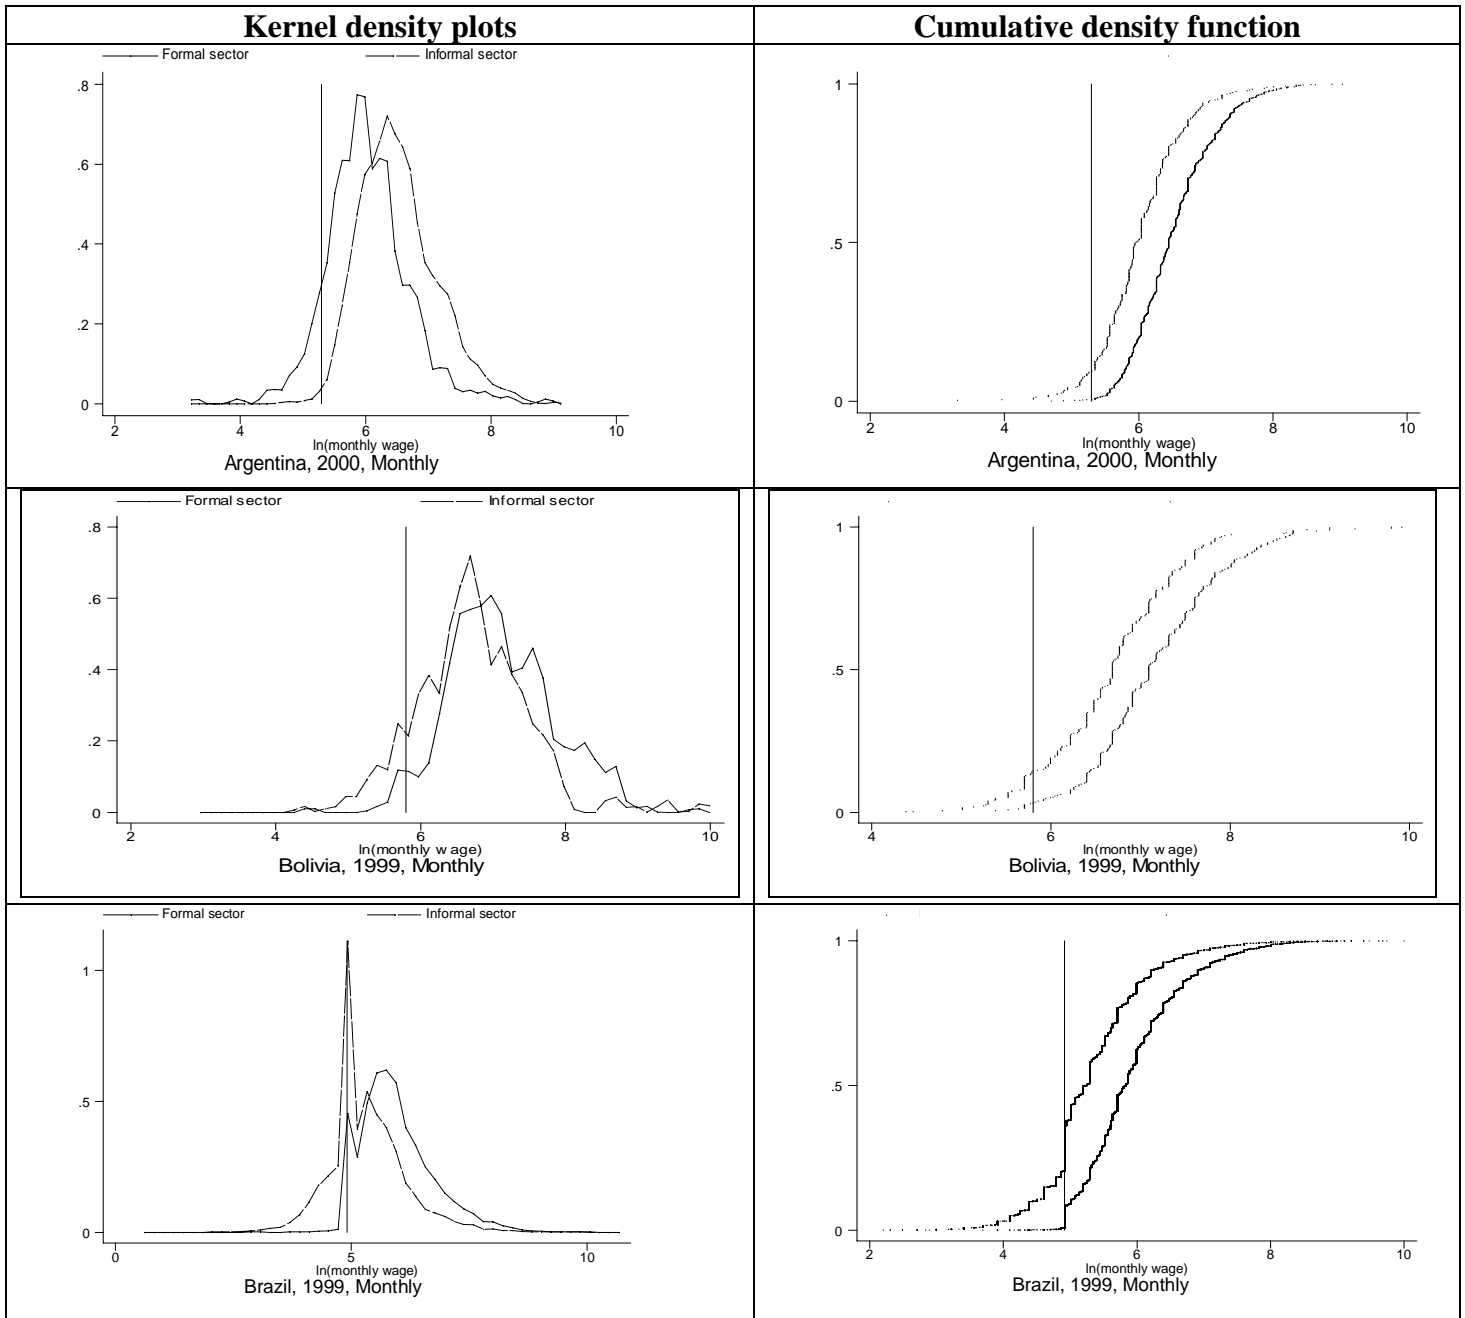 Kernel density plots
Cumulative density function
Formal sector Informal sector
.8
.6
.4
.2
0
2 4 6 8 10
ln(monthly wage)
Argentina, 2000, Monthly
1
.5
0
2 4 6 8 10
ln(monthly wage)
Argentina, 2000, Monthly
Formal sector Informal sector
.8
.6
.4
.2
0
2 4 6 8 10
ln(monthly w age)
Bolivia, 1999, Monthly
1
.5
0
4 6 8 10
ln(monthly w age)
Bolivia, 1999, Monthly
Formal sector Informal sector
1
.5
0
0 5 10
ln(monthly wage)
Brazil, 1999, Monthly
1
.5
0
2 4 6 8 10
ln(monthly wage)
Brazil, 1999, Monthly